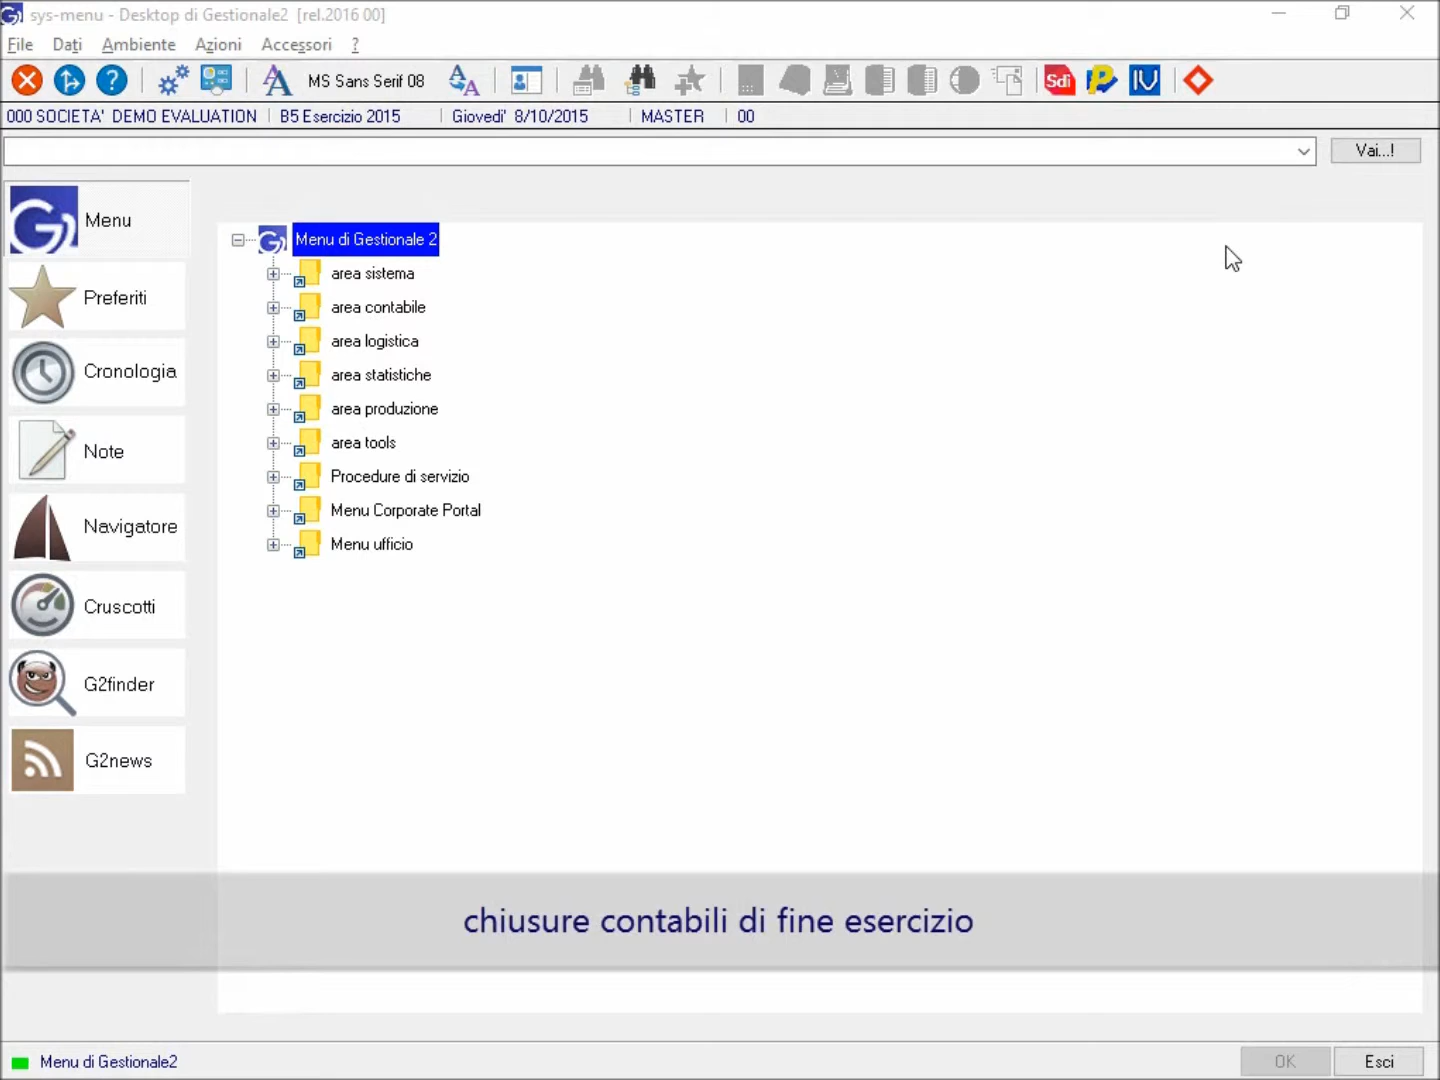 sys-menu - Desktop di Gestionale2 [rel.2016 00]
File Dati Ambiente Azioni Accessori ?
MS Sans Serif 08
Sdi
000 SOCIETA' DEMO EVALUATION B5 Esercizio 2015 Giovedi' 8/10/2015 MASTER 00
Vai...!
Menu
Preferiti
Cronologia
Note
Navigatore
Cruscotti
G2finder
G2news
Menu di Gestionale 2
area sistema
area contabile
area logistica
area statistiche
area produzione
area tools
Procedure di servizio
Menu Corporate Portal
Menu ufficio
chiusure contabili di fine esercizio
Menu di Gestionale2
OK Esci